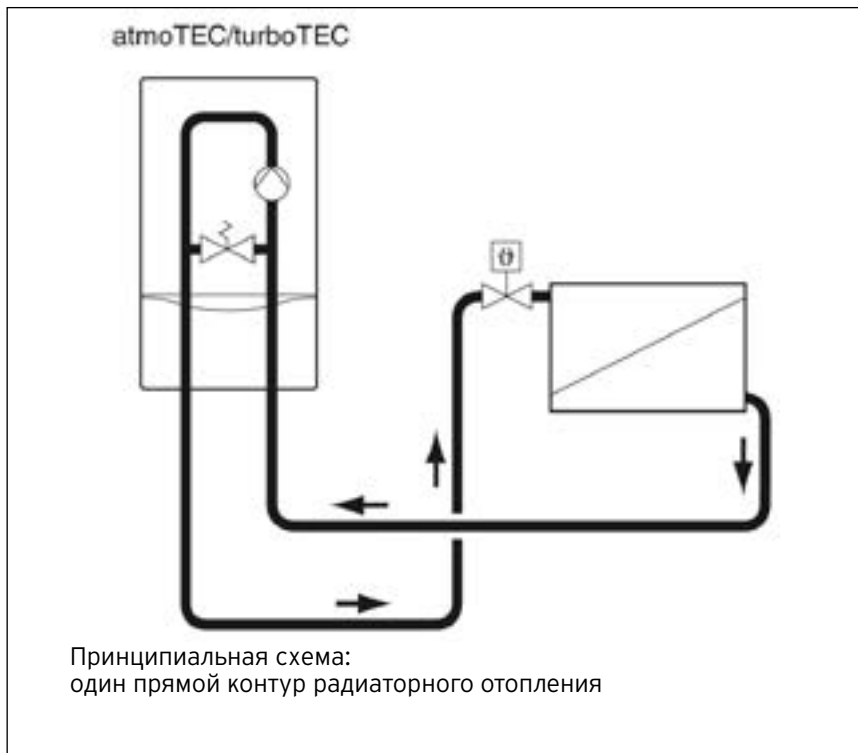 atmoTEC/turboTEC
ϑ
Принципиальная схема:
один прямой контур радиаторного отопления